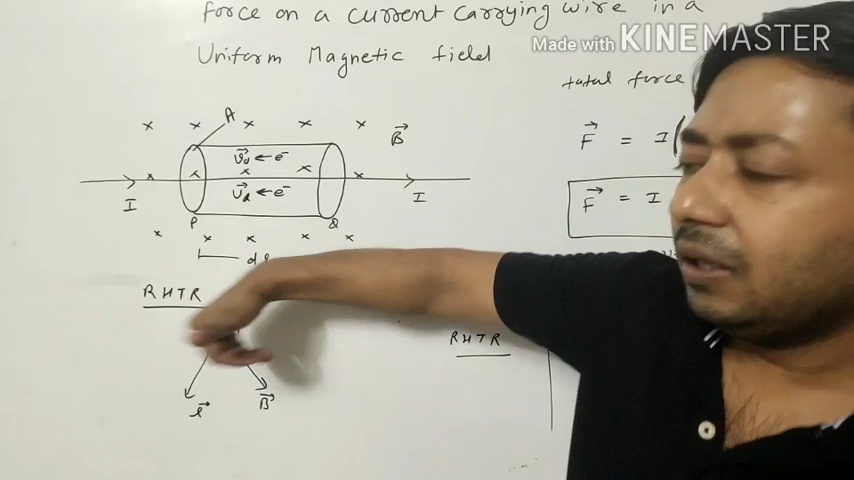 force on a current carrying wire in a
Uniform Magnetic field
Made with KINEMASTER
total force
A
B⃗
F⃗ = I(
v⃗d ← e⁻
v⃗d ← e⁻
I
I
F⃗ = I
P
Q
RHTR
RHTR
l⃗
B⃗